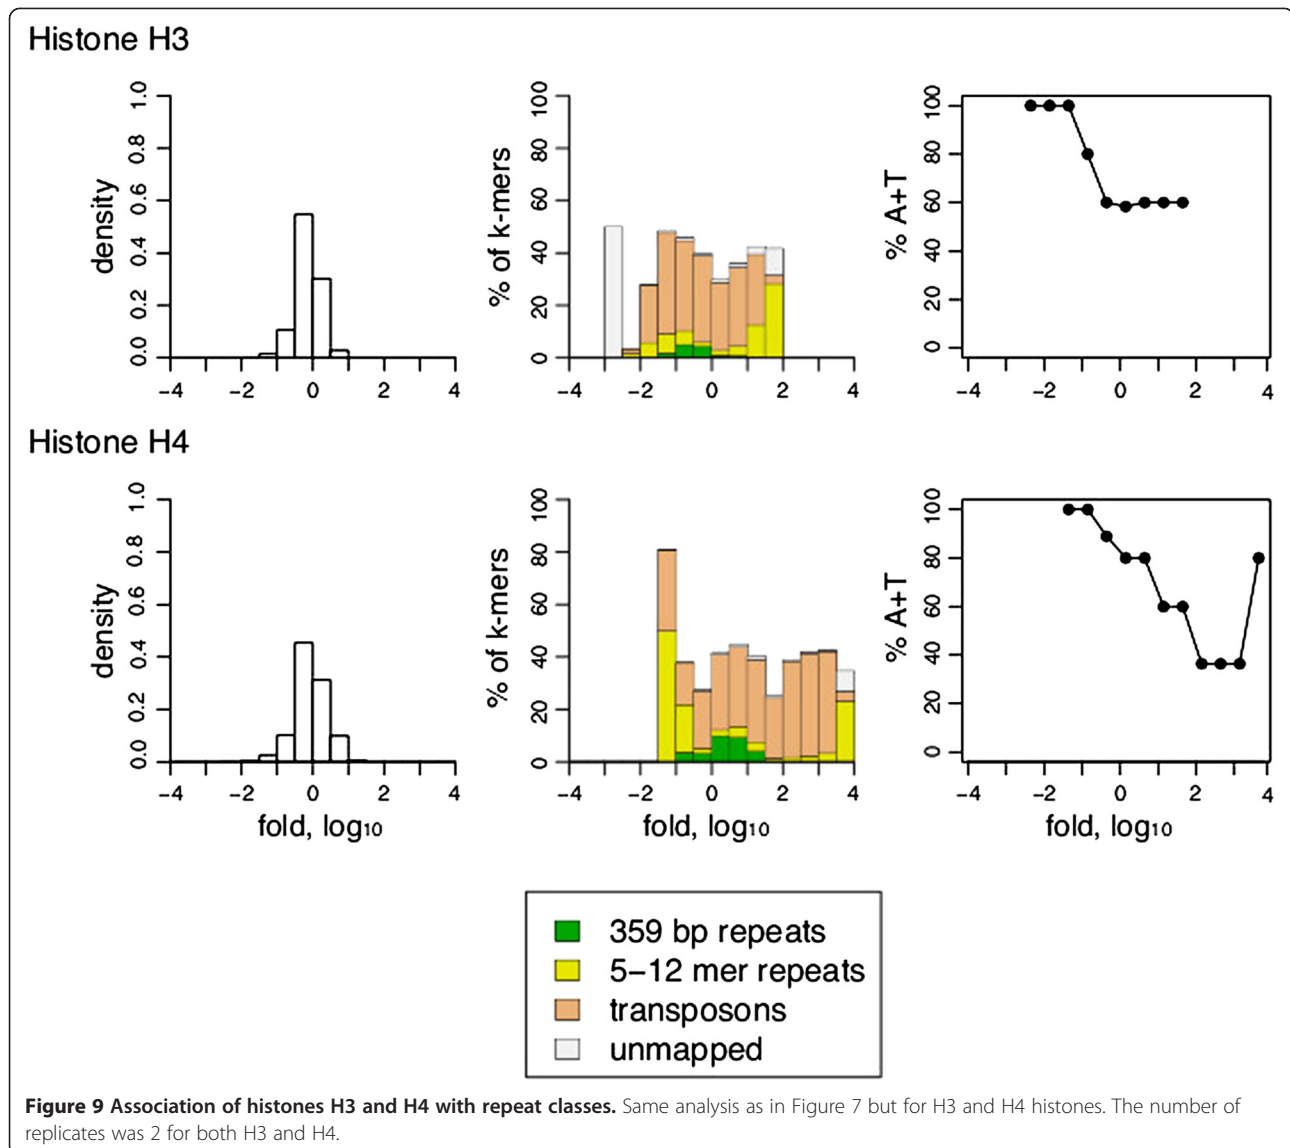 Histone H3
density
0.0 0.2 0.4 0.6 0.8 1.0
−4 −2 0 2 4
% of k-mers
0 20 40 60 80 100
−4 −2 0 2 4
% A+T
0 20 40 60 80 100
−4 −2 0 2 4
Histone H4
density
0.0 0.2 0.4 0.6 0.8 1.0
−4 −2 0 2 4
fold, log₁₀
% of k-mers
0 20 40 60 80 100
−4 −2 0 2 4
fold, log₁₀
% A+T
0 20 40 60 80 100
−4 −2 0 2 4
fold, log₁₀
359 bp repeats
5−12 mer repeats
transposons
unmapped
Figure 9 Association of histones H3 and H4 with repeat classes. Same analysis as in Figure 7 but for H3 and H4 histones. The number of
replicates was 2 for both H3 and H4.